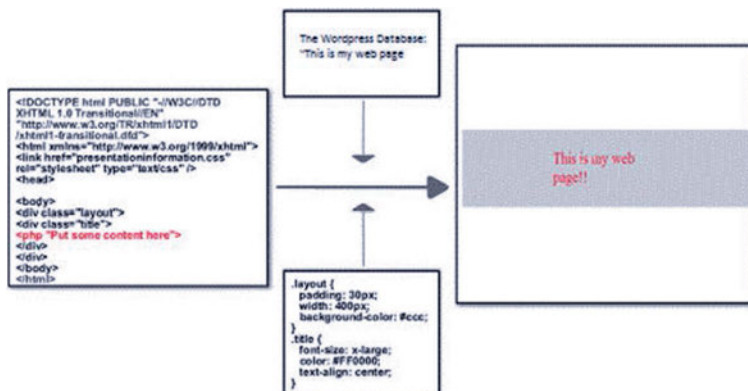 The Wordpress Database:
"This is my web page
<!DOCTYPE html PUBLIC "-//W3C//DTD
XHTML 1.0 Transitional//EN"
"http://www.w3.org/TR/xhtml1/DTD
/xhtml1-transitional.dfd">
<html xmlns="http://www.w3.org/1999/xhtml">
<link href="presentationinformation.css"
rel="stylesheet" type="text/css" />
<head>
<body>
<div class="layout">
<div class="title">
<php "Put some content here">
</div>
</div>
</body>
</html>
.layout {
padding: 30px;
width: 400px;
background-color: #ccc;
}
.title {
font-size: x-large;
color: #FF0000;
text-align: center;
}
This is my web
page!!